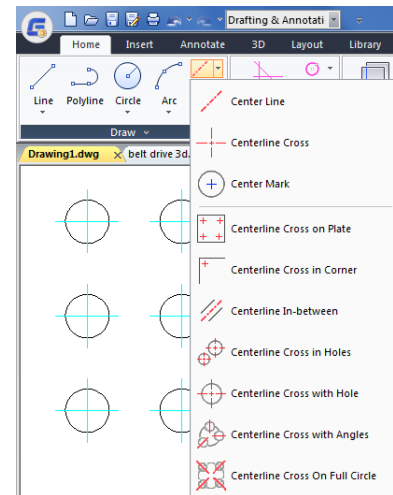 Drafting & Annotati
Home Insert Annotate 3D Layout Library
Line Polyline Circle Arc
Draw
Drawing1.dwg belt drive 3d.
Center Line
Centerline Cross
Center Mark
Centerline Cross on Plate
Centerline Cross in Corner
Centerline In-between
Centerline Cross in Holes
Centerline Cross with Hole
Centerline Cross with Angles
Centerline Cross On Full Circle